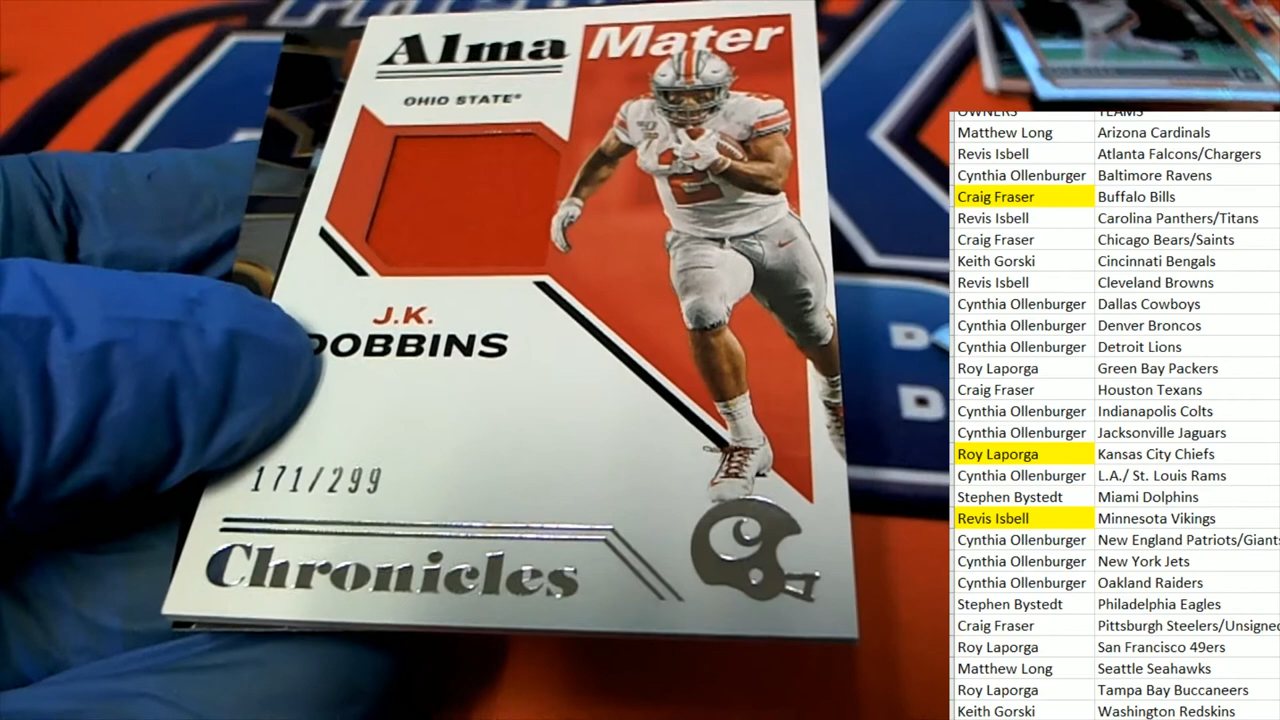 Alma Mater
OHIO STATE®
J.K.
DOBBINS
171/299
Chronicles
OWNERS TEAMS
Matthew Long Arizona Cardinals
Revis Isbell Atlanta Falcons/Chargers
Cynthia Ollenburger Baltimore Ravens
Craig Fraser Buffalo Bills
Revis Isbell Carolina Panthers/Titans
Craig Fraser Chicago Bears/Saints
Keith Gorski Cincinnati Bengals
Revis Isbell Cleveland Browns
Cynthia Ollenburger Dallas Cowboys
Cynthia Ollenburger Denver Broncos
Cynthia Ollenburger Detroit Lions
Roy Laporga Green Bay Packers
Craig Fraser Houston Texans
Cynthia Ollenburger Indianapolis Colts
Cynthia Ollenburger Jacksonville Jaguars
Roy Laporga Kansas City Chiefs
Cynthia Ollenburger L.A./ St. Louis Rams
Stephen Bystedt Miami Dolphins
Revis Isbell Minnesota Vikings
Cynthia Ollenburger New England Patriots/Giants
Cynthia Ollenburger New York Jets
Cynthia Ollenburger Oakland Raiders
Stephen Bystedt Philadelphia Eagles
Craig Fraser Pittsburgh Steelers/Unsigned
Roy Laporga San Francisco 49ers
Matthew Long Seattle Seahawks
Roy Laporga Tampa Bay Buccaneers
Keith Gorski Washington Redskins